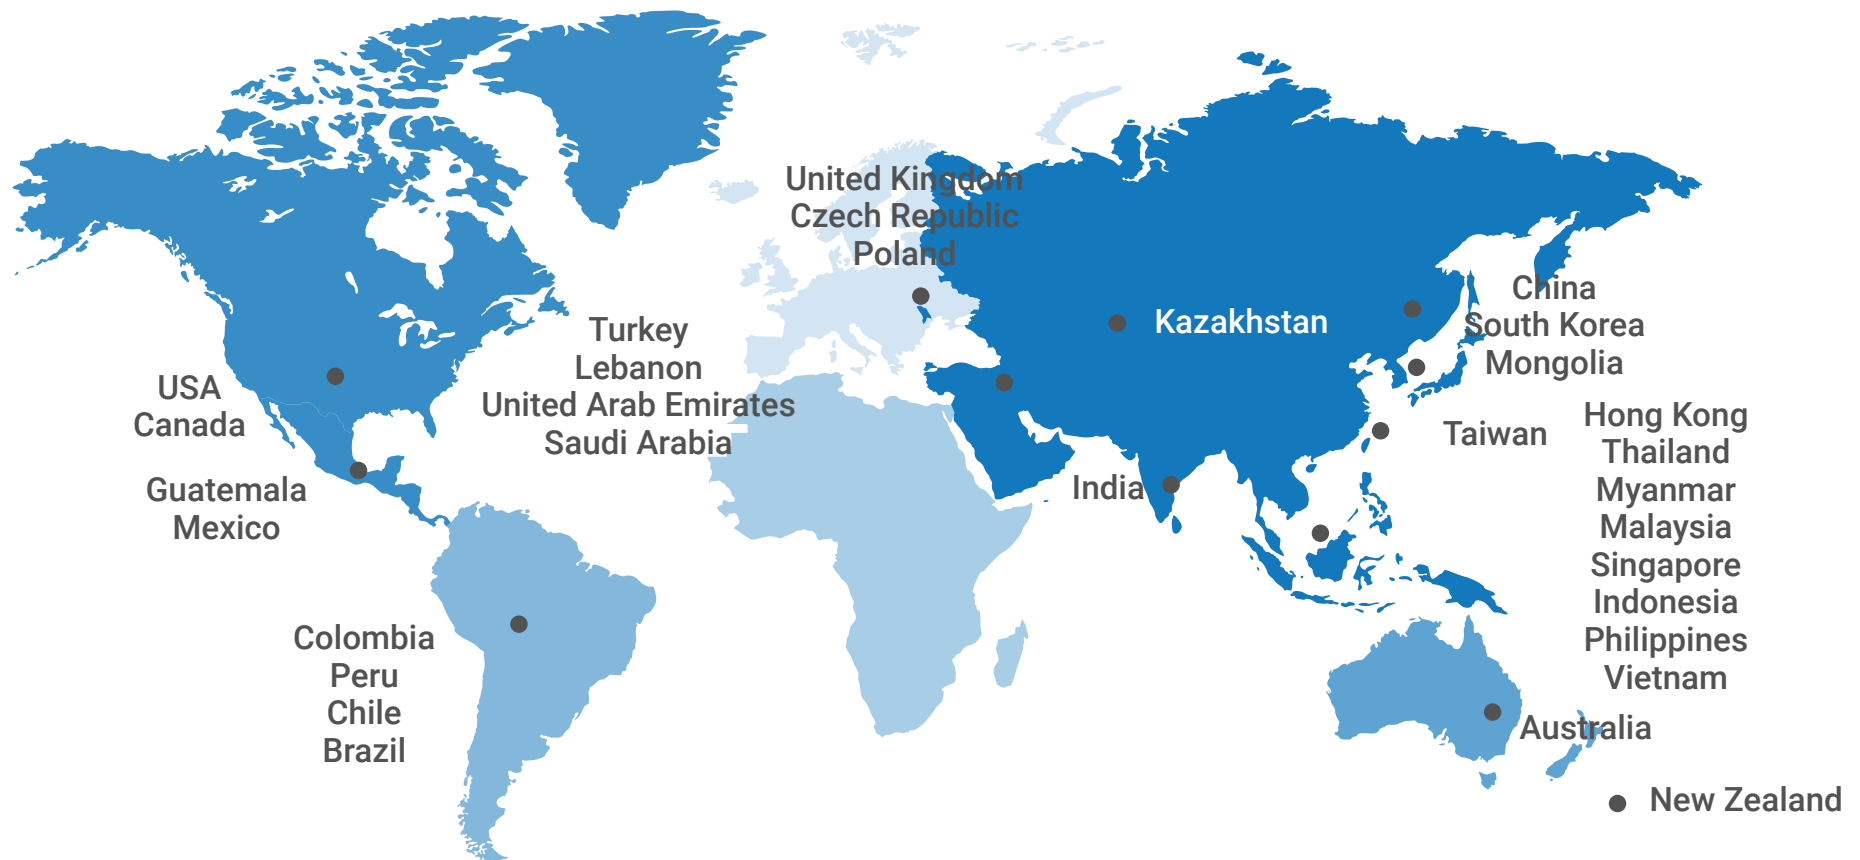 United Kingdom
Czech Republic
Poland
Turkey
Lebanon
United Arab Emirates
Saudi Arabia
USA
Canada
Guatemala
Mexico
Colombia
Peru
Chile
Brazil
Kazakhstan
China
South Korea
Mongolia
Taiwan
India
Hong Kong
Thailand
Myanmar
Malaysia
Singapore
Indonesia
Philippines
Vietnam
Australia
New Zealand